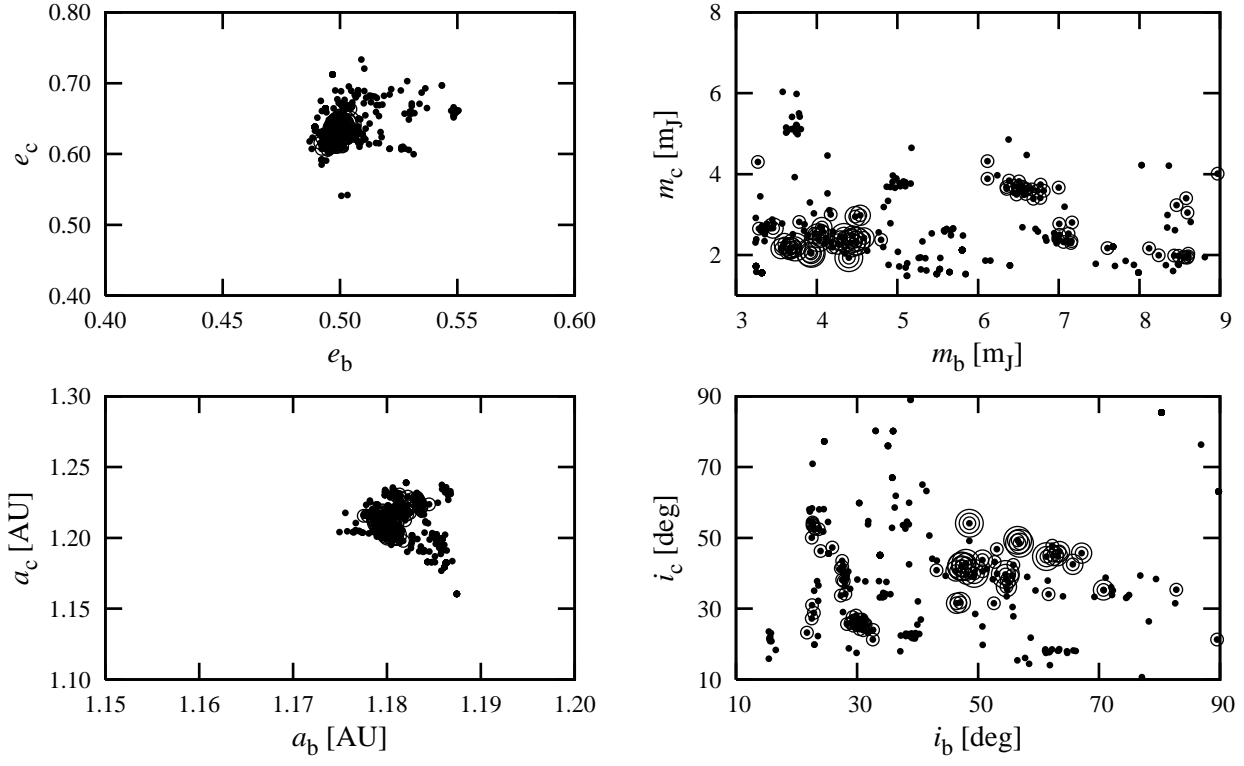 0.80
0.70
0.60
0.50
0.40
e_c
0.40 0.45 0.50 0.55 0.60
e_b
8
6
4
2
m_c [m_J]
3 4 5 6 7 8 9
m_b [m_J]
1.30
1.25
1.20
1.15
1.10
a_c [AU]
1.15 1.16 1.17 1.18 1.19 1.20
a_b [AU]
90
70
50
30
10
i_c [deg]
10 30 50 70 90
i_b [deg]